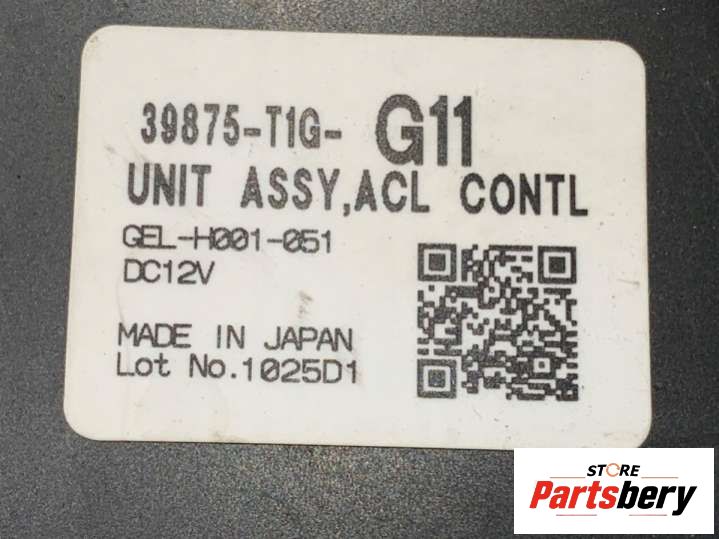 39875-T1G- G11
UNIT ASSY,ACL CONTL
GEL-H001-051
DC12V
MADE IN JAPAN
Lot No.1025D1
STORE
Partsbery